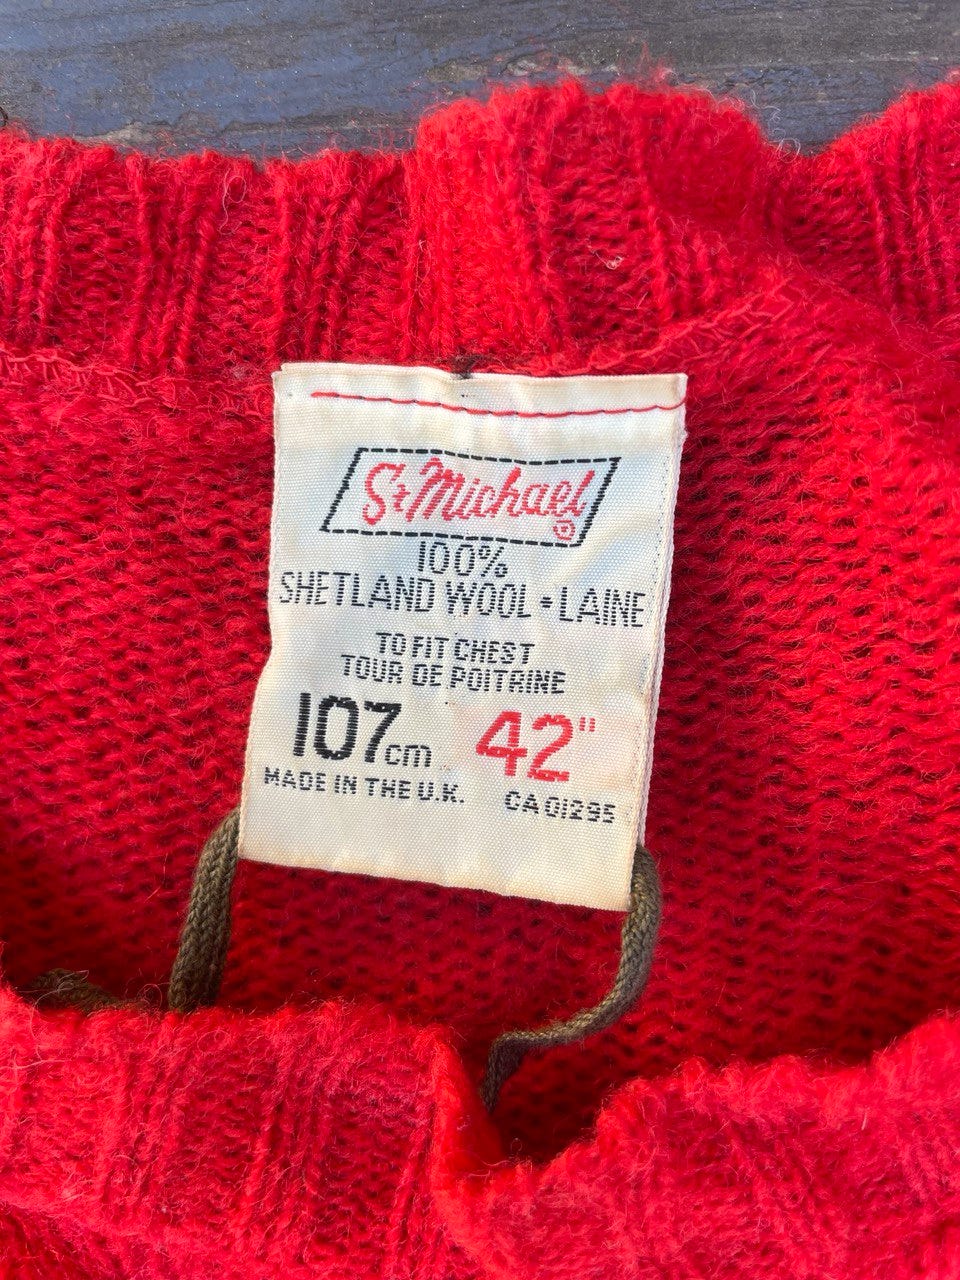 St Michael ®
100%
SHETLAND WOOL • LAINE
TO FIT CHEST
TOUR DE POITRINE
107cm 42"
MADE IN THE U.K. CA 01295